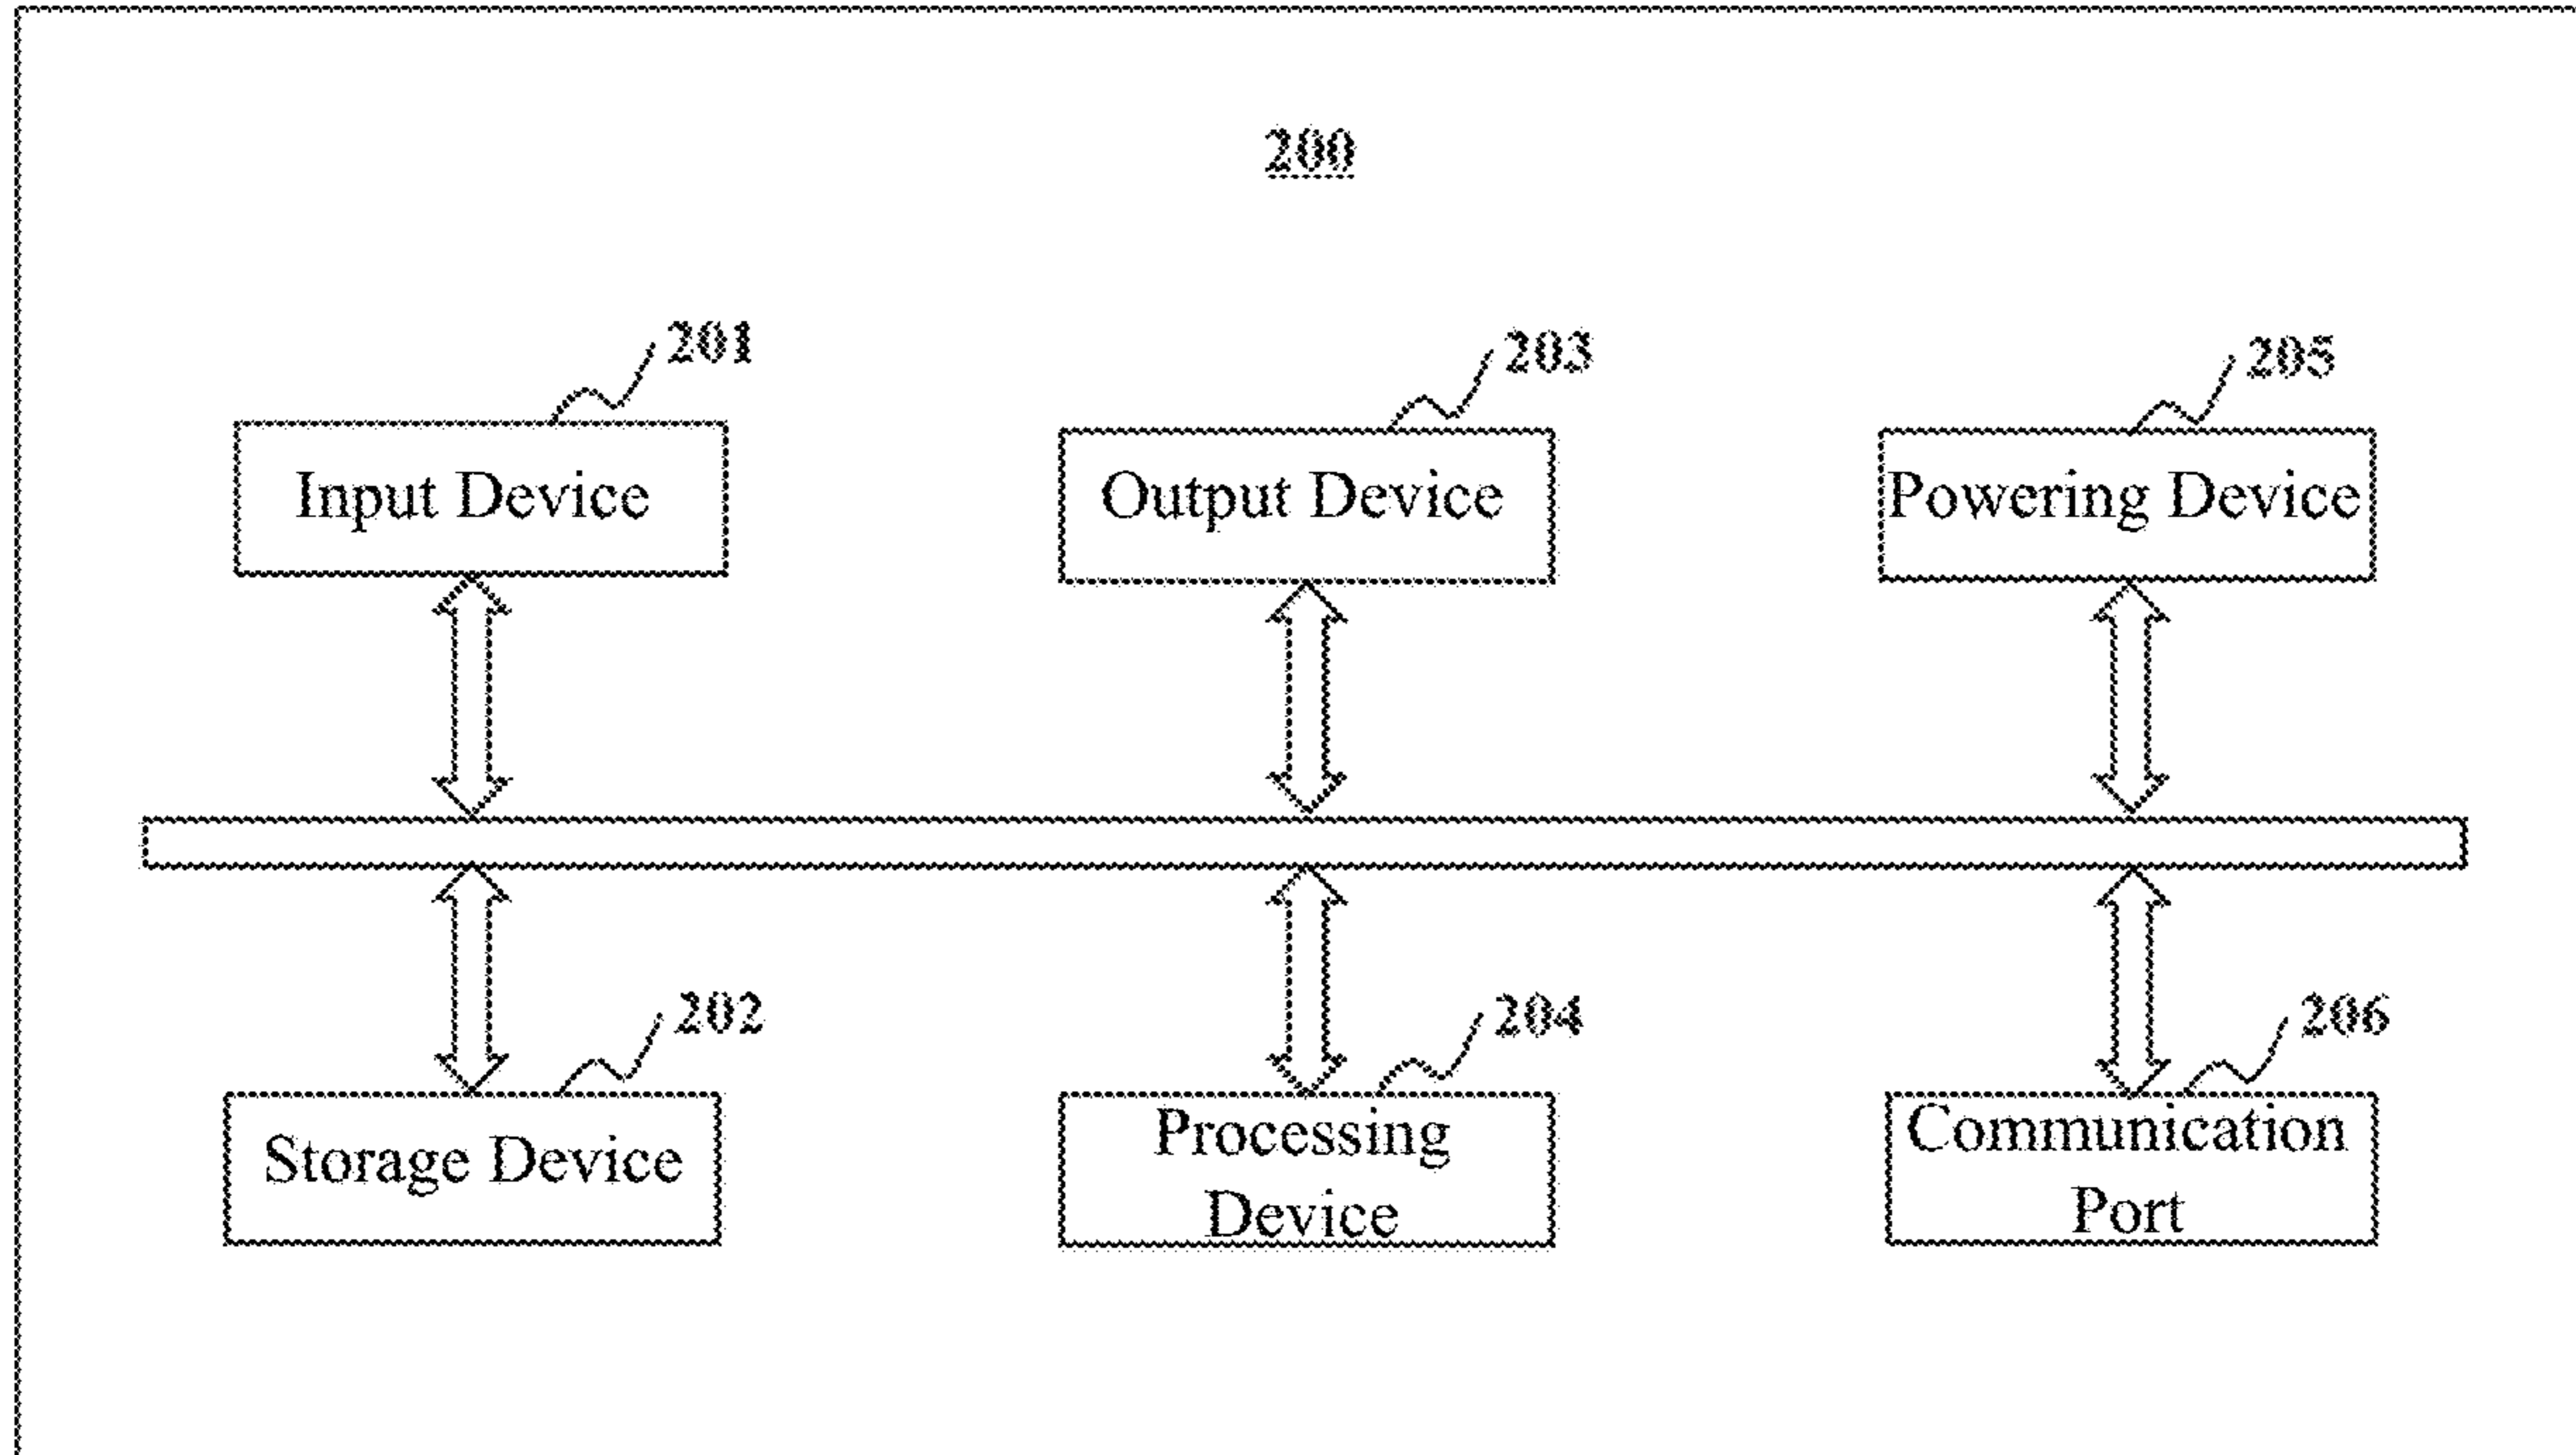 200
201
203
205
Input Device
Output Device
Powering Device
202
204
206
Storage Device
Processing
Device
Communication
Port